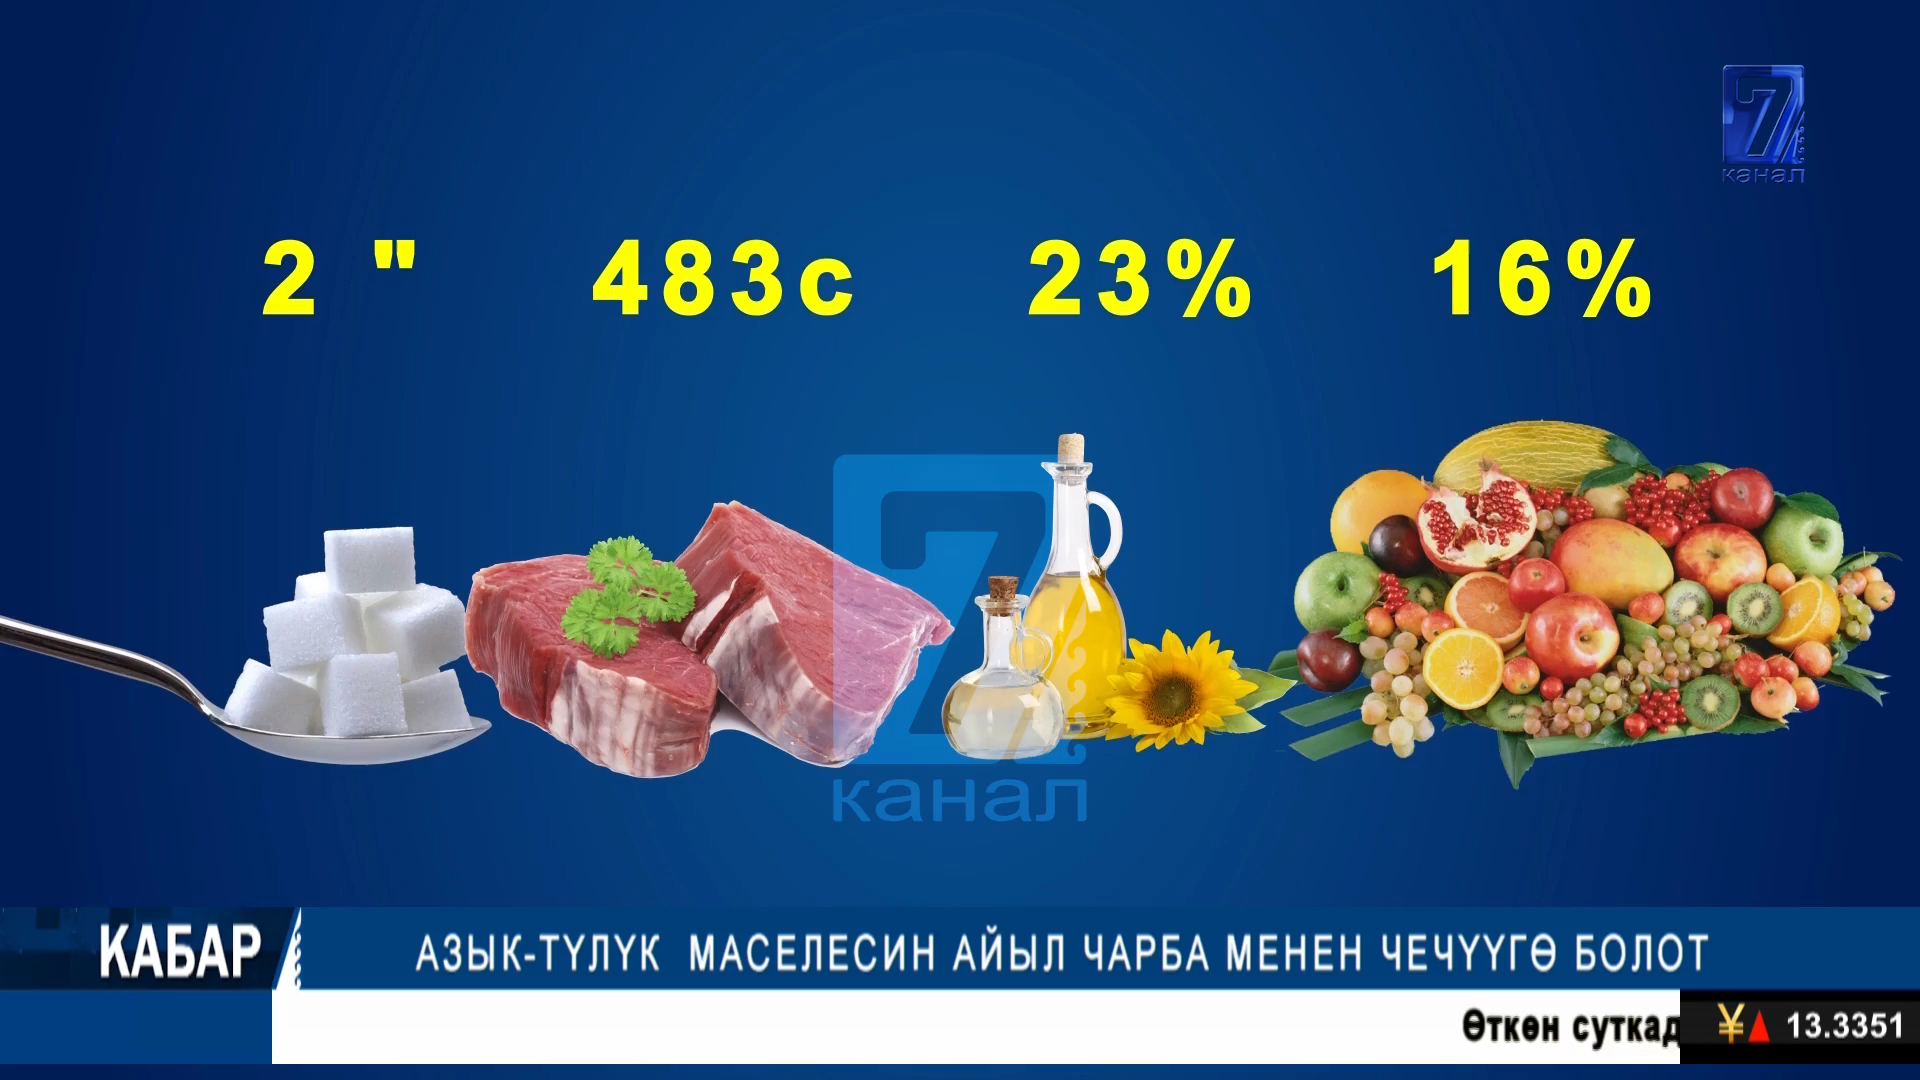 7
канал
2 " 483с 23% 16%
7
канал
КАБАР
АЗЫК-ТҮЛҮК МАСЕЛЕСИН АЙЫЛ ЧАРБА МЕНЕН ЧЕЧҮҮГӨ БОЛОТ
Өткөн суткад
¥ 13.3351